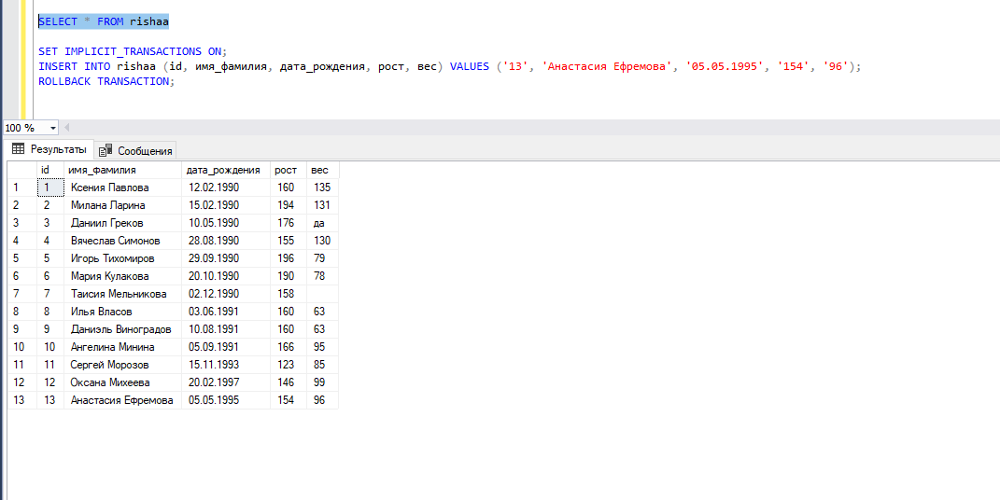 SELECT * FROM rishaa
SET IMPLICIT_TRANSACTIONS ON;
INSERT INTO rishaa (id, имя_фамилия, дата_рождения, рост, вес) VALUES ('13', 'Анастасия Ефремова', '05.05.1995', '154', '96');
ROLLBACK TRANSACTION;
100 %
Результаты Сообщения
id имя_фамилия дата_рождения рост вес
1 1 Ксения Павлова 12.02.1990 160 135
2 2 Милана Ларина 15.02.1990 194 131
3 3 Даниил Греков 10.05.1990 176 да
4 4 Вячеслав Симонов 28.08.1990 155 130
5 5 Игорь Тихомиров 29.09.1990 196 79
6 6 Мария Кулакова 20.10.1990 190 78
7 7 Таисия Мельникова 02.12.1990 158
8 8 Илья Власов 03.06.1991 160 63
9 9 Даниэль Виноградов 10.08.1991 160 63
10 10 Ангелина Минина 05.09.1991 166 95
11 11 Сергей Морозов 15.11.1993 123 85
12 12 Оксана Михеева 20.02.1997 146 99
13 13 Анастасия Ефремова 05.05.1995 154 96